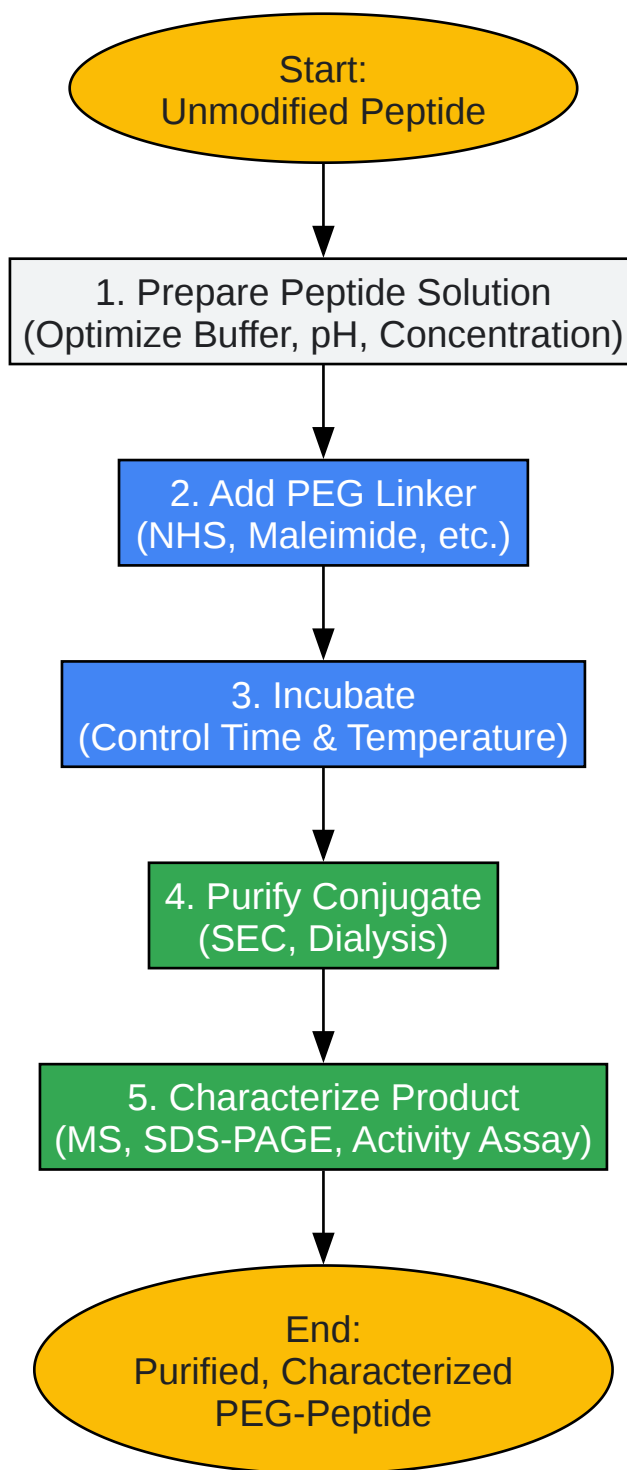 Start:
Unmodified Peptide
1. Prepare Peptide Solution
(Optimize Buffer, pH, Concentration)
2. Add PEG Linker
(NHS, Maleimide, etc.)
3. Incubate
(Control Time & Temperature)
4. Purify Conjugate
(SEC, Dialysis)
5. Characterize Product
(MS, SDS-PAGE, Activity Assay)
End:
Purified, Characterized
PEG-Peptide